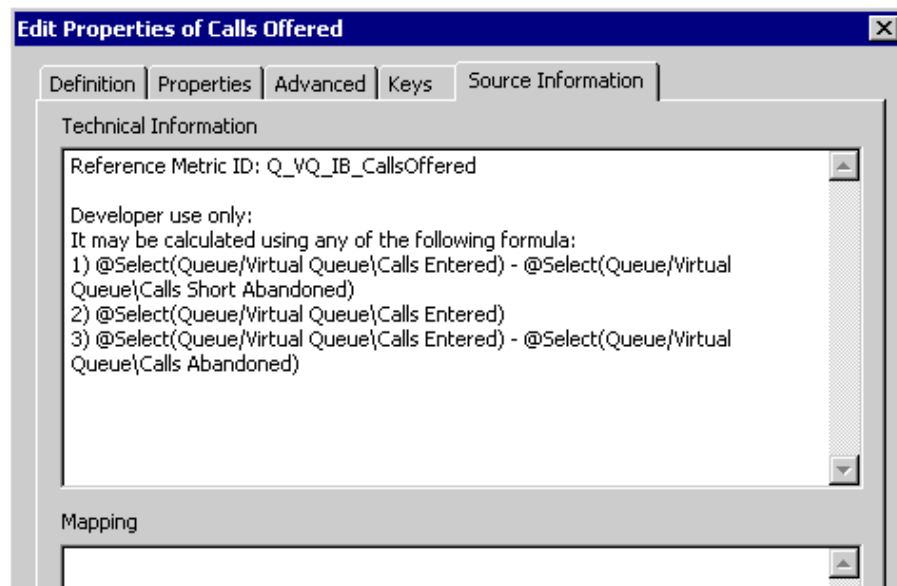 Edit Properties of Calls Offered
Definition Properties Advanced Keys Source Information
Technical Information
Reference Metric ID: Q_VQ_IB_CallsOffered
Developer use only:
It may be calculated using any of the following formula:
1) @Select(Queue/Virtual Queue\Calls Entered) - @Select(Queue/Virtual
Queue\Calls Short Abandoned)
2) @Select(Queue/Virtual Queue\Calls Entered)
3) @Select(Queue/Virtual Queue\Calls Entered) - @Select(Queue/Virtual
Queue\Calls Abandoned)
Mapping